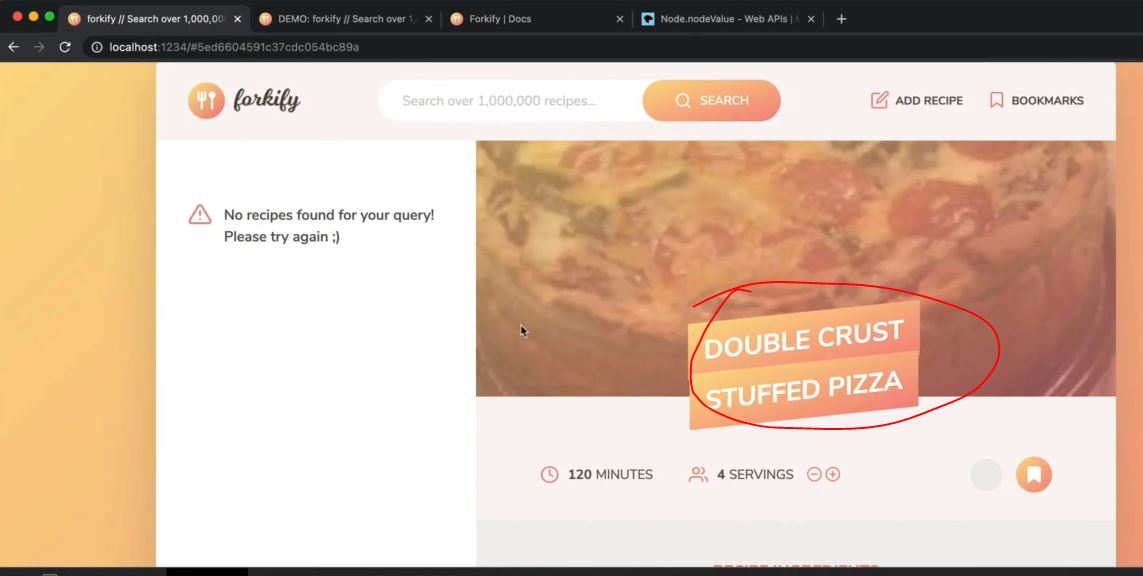 forkify // Search over 1,000,00
DEMO: forkify // Search over 1,
Forkify | Docs
Node.nodeValue - Web APIs |
localhost:1234/#5ed6604591c37cdc054bc89a
forkify
Search over 1,000,000 recipes...
SEARCH
ADD RECIPE
BOOKMARKS
No recipes found for your query!
Please try again ;)
DOUBLE CRUST
STUFFED PIZZA
120 MINUTES
4 SERVINGS